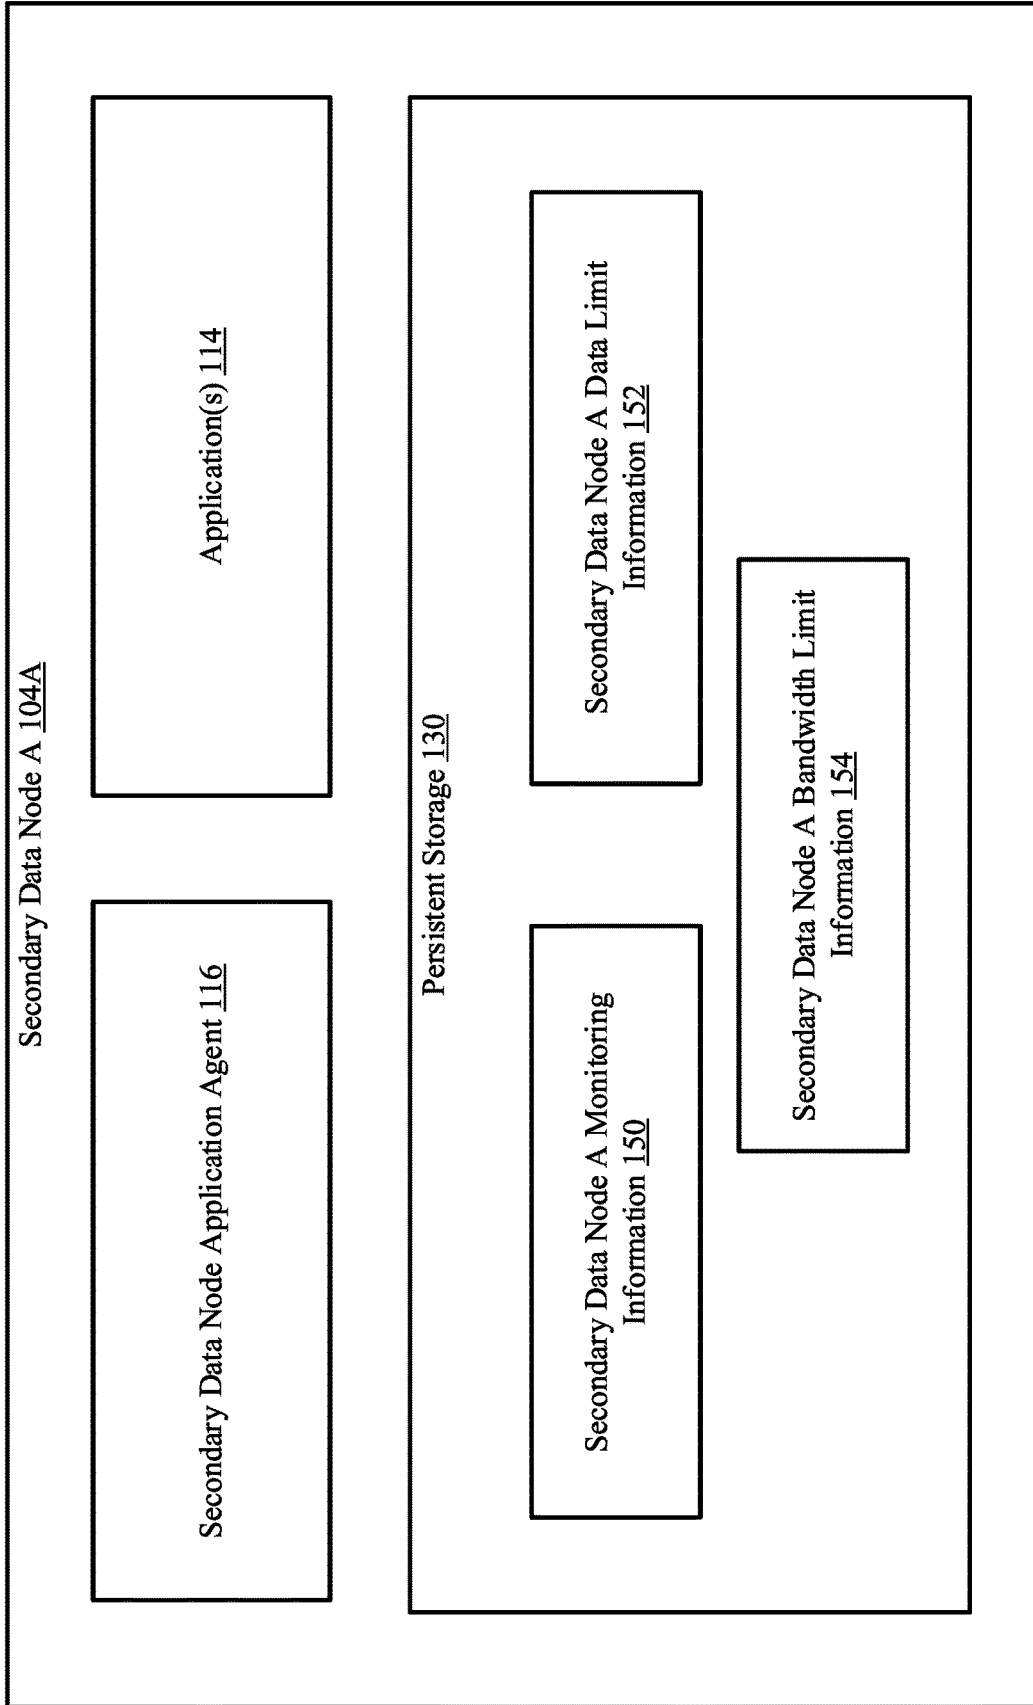 Secondary Data Node A 104A
Secondary Data Node Application Agent 116
Application(s) 114
Persistent Storage 130
Secondary Data Node A Monitoring
Information 150
Secondary Data Node A Data Limit
Information 152
Secondary Data Node A Bandwidth Limit
Information 154